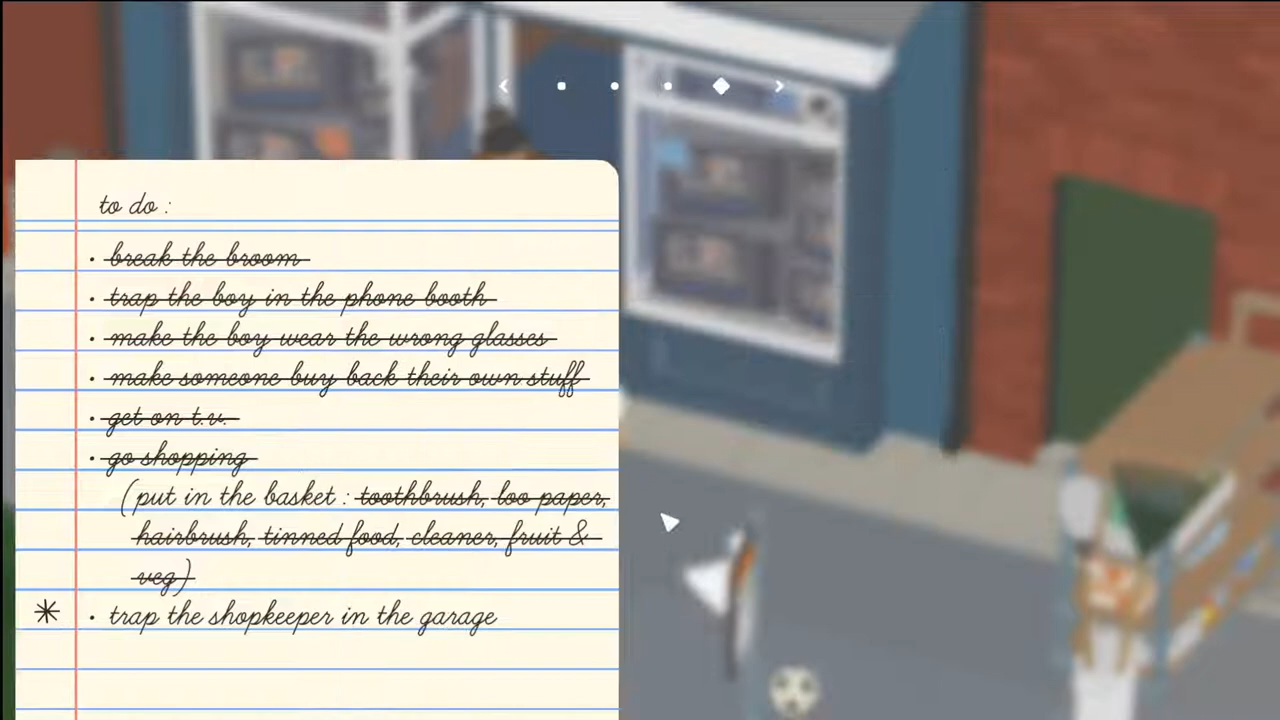 to do :
• break the broom
• trap the boy in the phone booth
• make the boy wear the wrong glasses
• make someone buy back their own stuff
• get on t.v.
• go shopping
(put in the basket : toothbrush, loo paper,
hairbrush, tinned food, cleaner, fruit &
veg)
• trap the shopkeeper in the garage